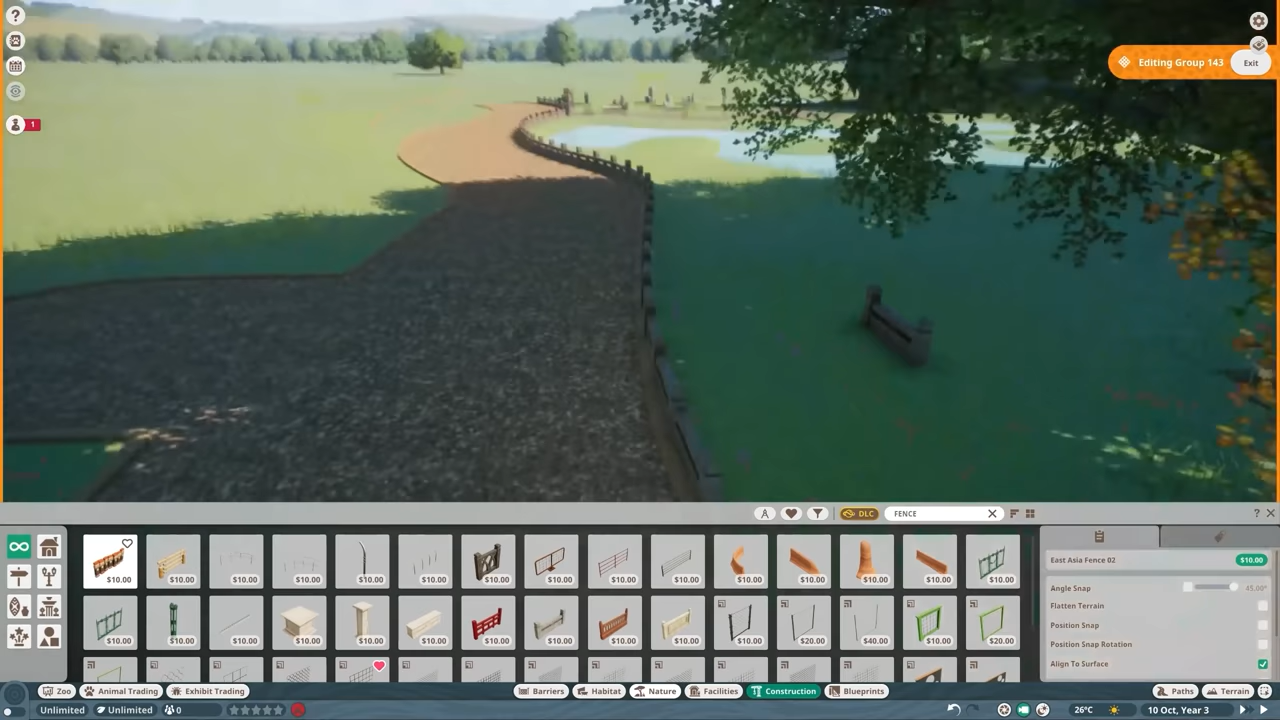 ?
Editing Group 143 Exit
1
DLC FENCE
?
$10.00 $10.00 $10.00 $10.00 $10.00 $10.00 $10.00 $10.00 $10.00 $10.00 $10.00 $10.00 $10.00 $10.00 $10.00
East Asia Fence 02 $10.00
Angle Snap 45.00°
Flatten Terrain
$10.00 $10.00 $10.00 $10.00 $10.00 $10.00 $10.00 $10.00 $10.00 $10.00 $10.00 $20.00 $40.00 $10.00 $20.00
Position Snap
Position Snap Rotation
Align To Surface
Zoo Animal Trading Exhibit Trading Barriers Habitat Nature Facilities Construction Blueprints Paths Terrain
Unlimited Unlimited 0 26°C 10 Oct, Year 3